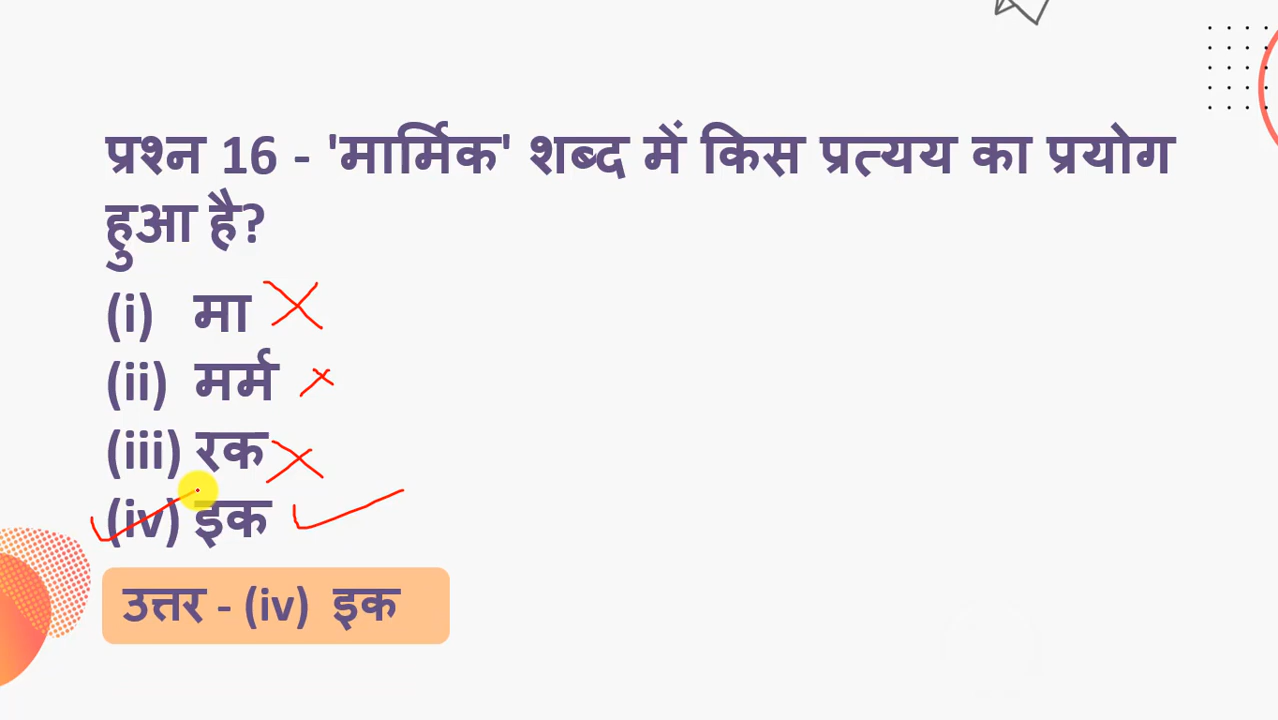 प्रश्न 16 - 'मार्मिक' शब्द में किस प्रत्यय का प्रयोग
हुआ है?
(i) मा
(ii) मर्म
(iii) रक
(iv) इक
उत्तर - (iv) इक